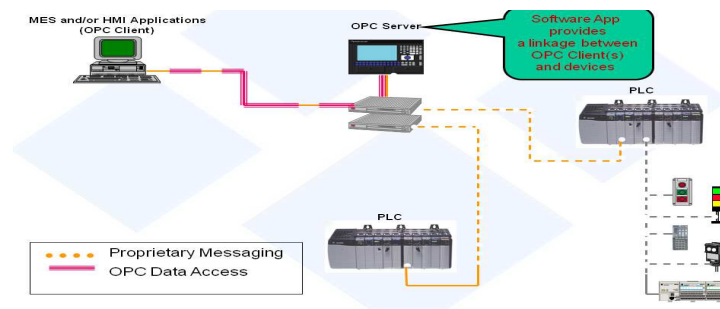 MES and/or HMI Applications
(OPC Client)
OPC Server
Software App
provides
a linkage between
OPC Client(s)
and devices
PLC
PLC
Proprietary Messaging
OPC Data Access